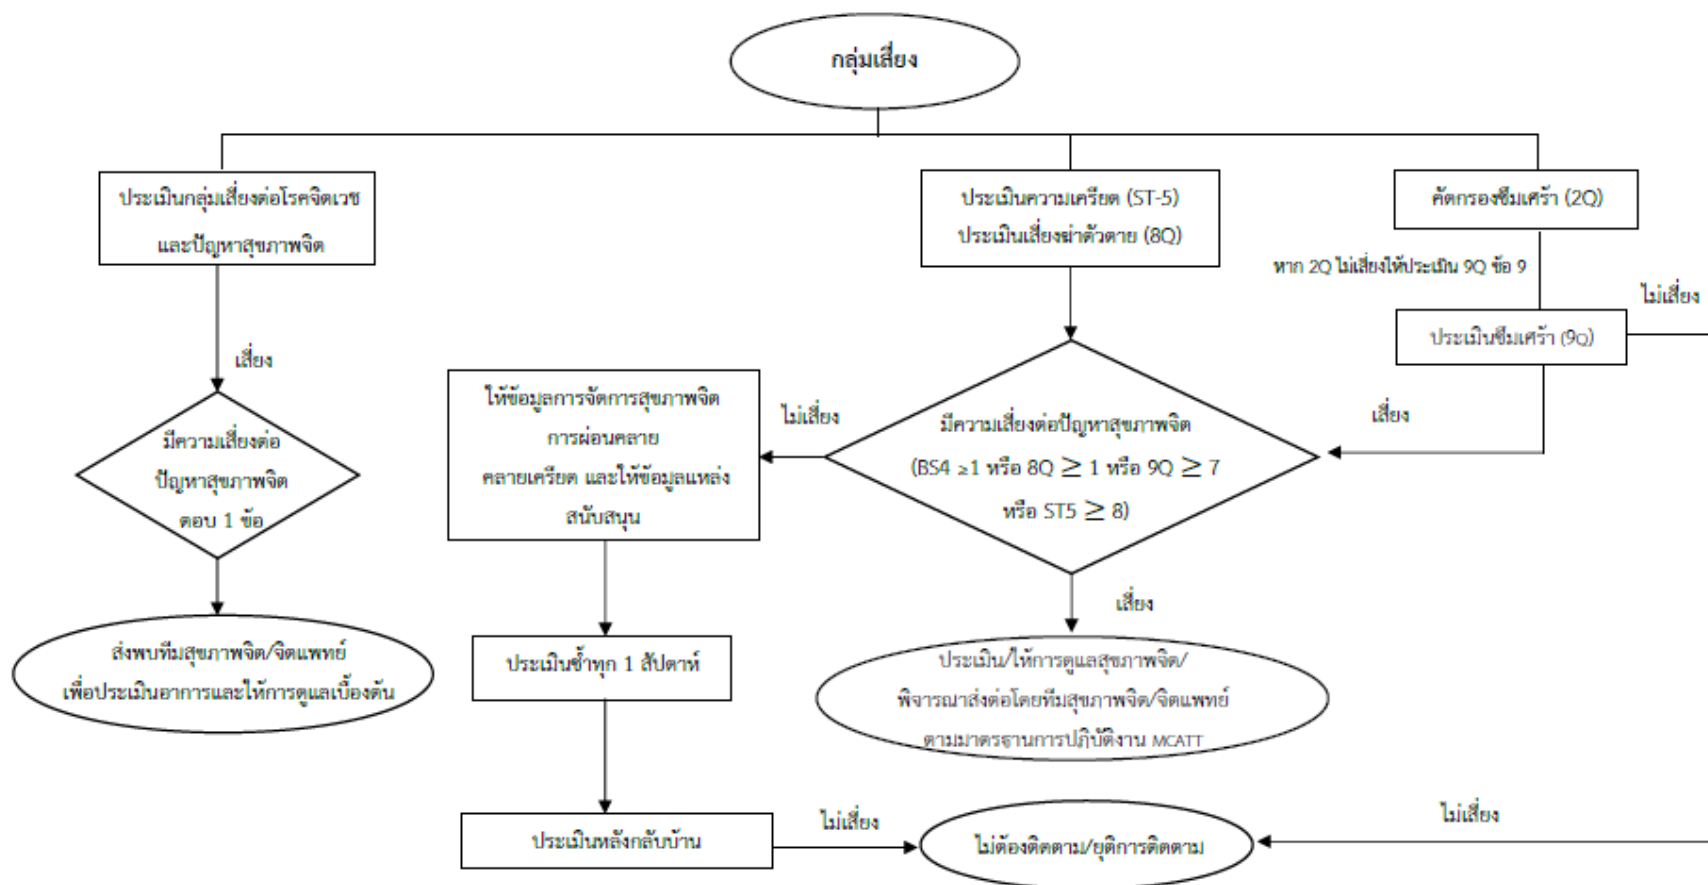 กลุ่มเสี่ยง
ประเมินกลุ่มเสี่ยงต่อโรคจิตเวช
และปัญหาสุขภาพจิต
ประเมินความเครียด (ST-5)
ประเมินเสี่ยงฆ่าตัวตาย (8Q)
คัดกรองซึมเศร้า (2Q)
หาก 2Q ไม่เสี่ยงให้ประเมิน 9Q ข้อ 9
ไม่เสี่ยง
ประเมินซึมเศร้า (9Q)
เสี่ยง
มีความเสี่ยงต่อ
ปัญหาสุขภาพจิต
ตอบ 1 ข้อ
ให้ข้อมูลการจัดการสุขภาพจิต
การผ่อนคลาย
คลายเครียด และให้ข้อมูลแหล่ง
สนับสนุน
ไม่เสี่ยง
มีความเสี่ยงต่อปัญหาสุขภาพจิต
(BS4 ≥1 หรือ 8Q ≥ 1 หรือ 9Q ≥ 7
หรือ ST5 ≥ 8)
เสี่ยง
เสี่ยง
ส่งพบทีมสุขภาพจิต/จิตแพทย์
เพื่อประเมินอาการและให้การดูแลเบื้องต้น
ประเมินซ้ำทุก 1 สัปดาห์
ประเมิน/ให้การดูแลสุขภาพจิต/
พิจารณาส่งต่อโดยทีมสุขภาพจิต/จิตแพทย์
ตามมาตรฐานการปฏิบัติงาน MCATT
ประเมินหลังกลับบ้าน
ไม่เสี่ยง
ไม่ต้องติดตาม/ยุติการติดตาม
ไม่เสี่ยง